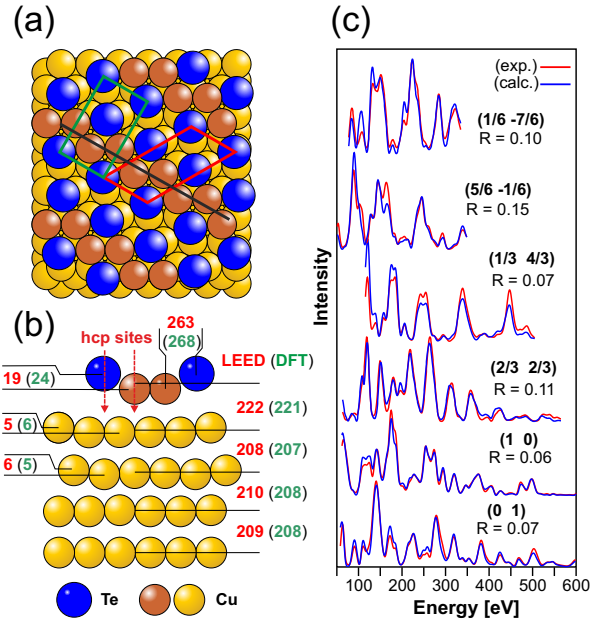 (a)
(b)
hcp sites
263
(268)
LEED (DFT)
19 (24)
222 (221)
5 (6)
208 (207)
6 (5)
210 (208)
209 (208)
Te
Cu
(c)
Intensity
(exp.)
(calc.)
(1/6 -7/6)
R = 0.10
(5/6 -1/6)
R = 0.15
(1/3 4/3)
R = 0.07
(2/3 2/3)
R = 0.11
(1 0)
R = 0.06
(0 1)
R = 0.07
100 200 300 400 500 600
Energy [eV]